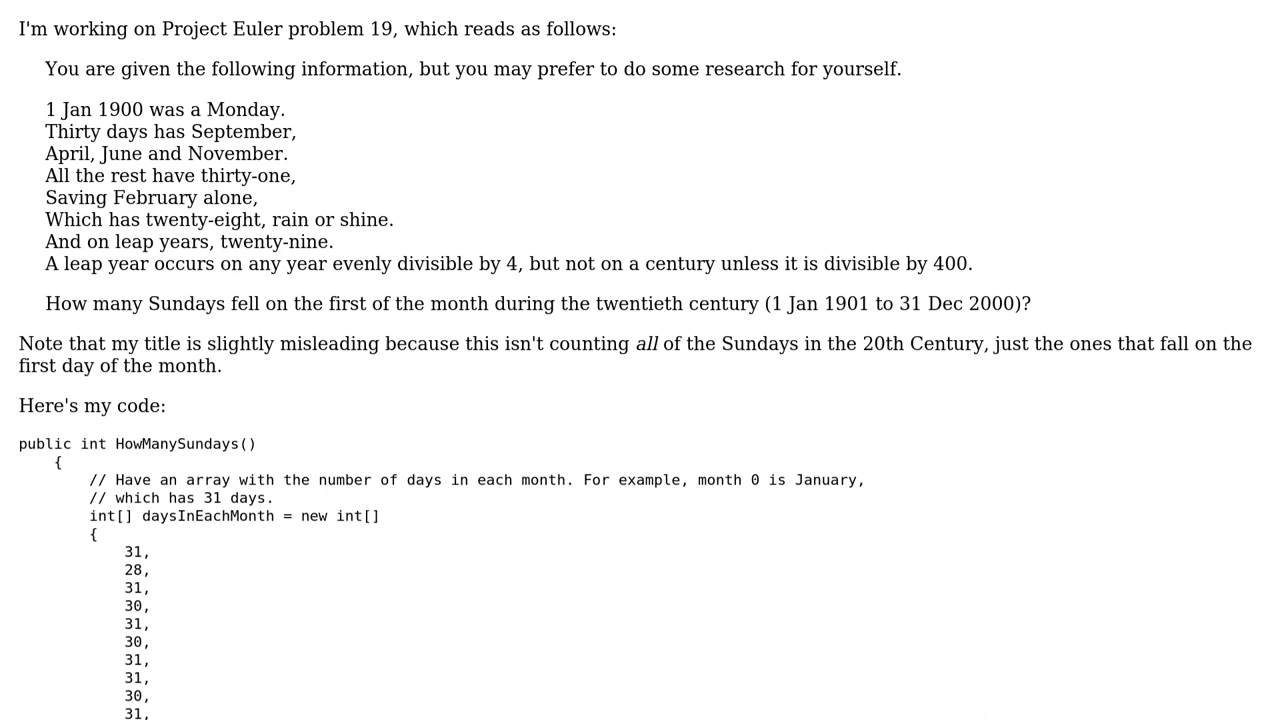 I'm working on Project Euler problem 19, which reads as follows:
You are given the following information, but you may prefer to do some research for yourself.
1 Jan 1900 was a Monday.
Thirty days has September,
April, June and November.
All the rest have thirty-one,
Saving February alone,
Which has twenty-eight, rain or shine.
And on leap years, twenty-nine.
A leap year occurs on any year evenly divisible by 4, but not on a century unless it is divisible by 400.
How many Sundays fell on the first of the month during the twentieth century (1 Jan 1901 to 31 Dec 2000)?
Note that my title is slightly misleading because this isn't counting all of the Sundays in the 20th Century, just the ones that fall on the
first day of the month.
Here's my code:
public int HowManySundays()
    {
        // Have an array with the number of days in each month. For example, month 0 is January,
        // which has 31 days.
        int[] daysInEachMonth = new int[]
        {
            31,
            28,
            31,
            30,
            31,
            30,
            31,
            31,
            30,
            31,